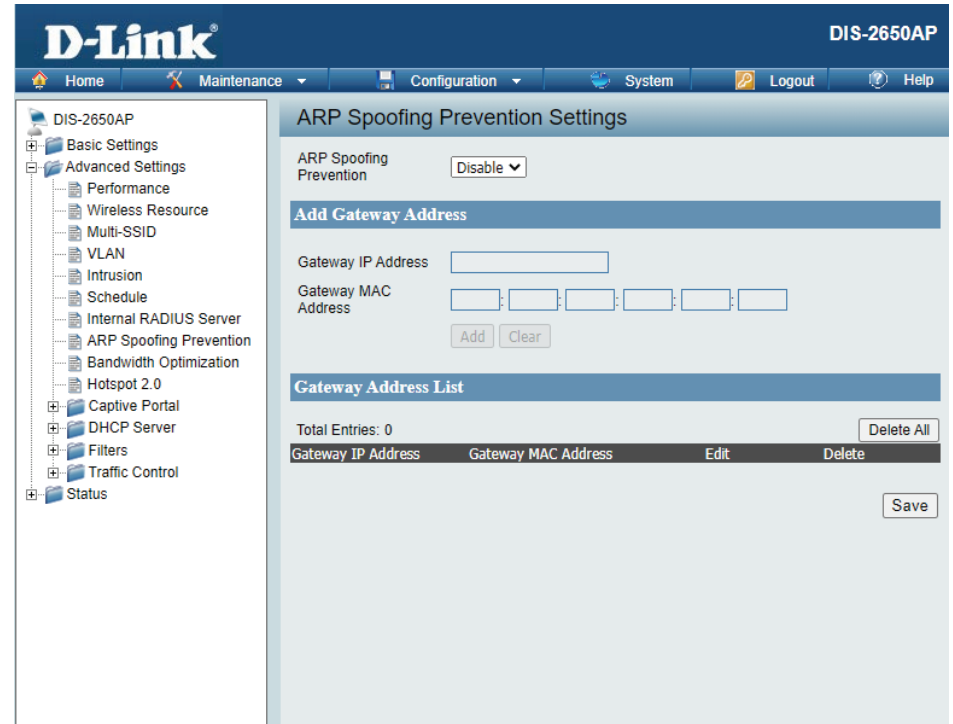 D-Link®
DIS-2650AP
Home Maintenance Configuration System Logout Help
DIS-2650AP
Basic Settings
Advanced Settings
Performance
Wireless Resource
Multi-SSID
VLAN
Intrusion
Schedule
Internal RADIUS Server
ARP Spoofing Prevention
Bandwidth Optimization
Hotspot 2.0
Captive Portal
DHCP Server
Filters
Traffic Control
Status
ARP Spoofing Prevention Settings
ARP Spoofing
Prevention
Disable
Add Gateway Address
Gateway IP Address
Gateway MAC
Address
: : : : :
Add Clear
Gateway Address List
Total Entries: 0 Delete All
Gateway IP Address Gateway MAC Address Edit Delete
Save